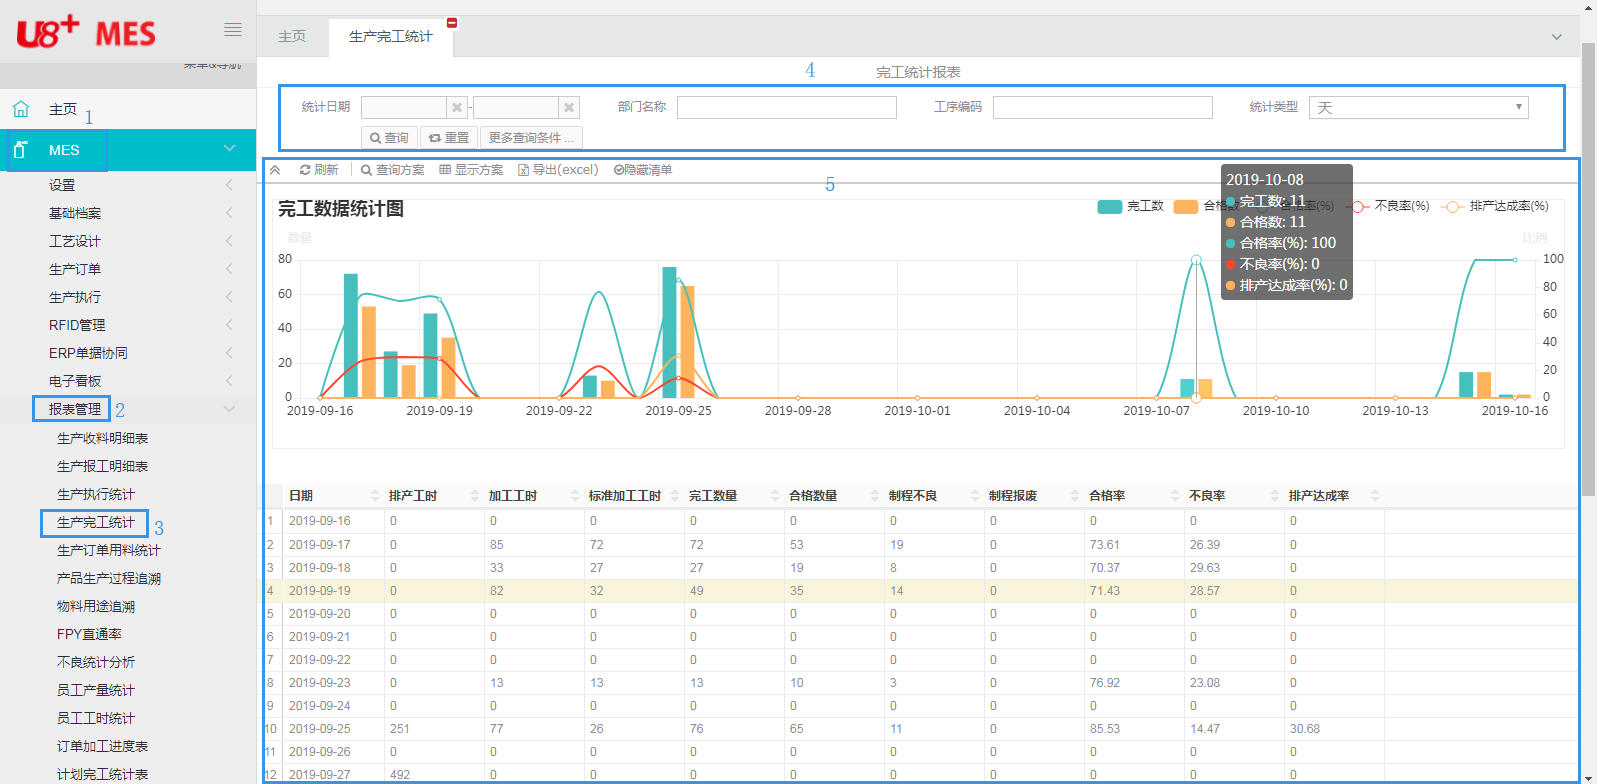 U8+ MES
菜单&导航
主页
1
MES
设置
基础档案
工艺设计
生产订单
生产执行
RFID管理
ERP单据协同
电子看板
报表管理 2
生产收料明细表
生产报工明细表
生产执行统计
生产完工统计 3
生产订单用料统计
产品生产过程追溯
物料用途追溯
FPY直通率
不良统计分析
员工产量统计
员工工时统计
订单加工进度表
计划完工统计表
主页 生产完工统计
4 完工统计报表
统计日期 - 部门名称 工序编码 统计类型 天
查询 重置 更多查询条件 ...
刷新 查询方案 显示方案 导出(excel) 隐藏清单
5
完工数据统计图
完工数 合格数 合格率(%) 不良率(%) 排产达成率(%)
2019-10-08
完工数: 11
合格数: 11
合格率(%): 100
不良率(%): 0
排产达成率(%): 0
数量 比例
80 100
80
60 60
40 40
20 20
0 0
2019-09-16 2019-09-19 2019-09-22 2019-09-25 2019-09-28 2019-10-01 2019-10-04 2019-10-07 2019-10-10 2019-10-13 2019-10-16
日期 排产工时 加工工时 标准加工工时 完工数量 合格数量 制程不良 制程报废 合格率 不良率 排产达成率
1 2019-09-16 0 0 0 0 0 0 0 0 0 0
2 2019-09-17 0 85 72 72 53 19 0 73.61 26.39 0
3 2019-09-18 0 33 27 27 19 8 0 70.37 29.63 0
4 2019-09-19 0 82 32 49 35 14 0 71.43 28.57 0
5 2019-09-20 0 0 0 0 0 0 0 0 0 0
6 2019-09-21 0 0 0 0 0 0 0 0 0 0
7 2019-09-22 0 0 0 0 0 0 0 0 0 0
8 2019-09-23 0 13 13 13 10 3 0 76.92 23.08 0
9 2019-09-24 0 0 0 0 0 0 0 0 0 0
10 2019-09-25 251 77 26 76 65 11 0 85.53 14.47 30.68
11 2019-09-26 0 0 0 0 0 0 0 0 0 0
12 2019-09-27 492 0 0 0 0 0 0 0 0 0